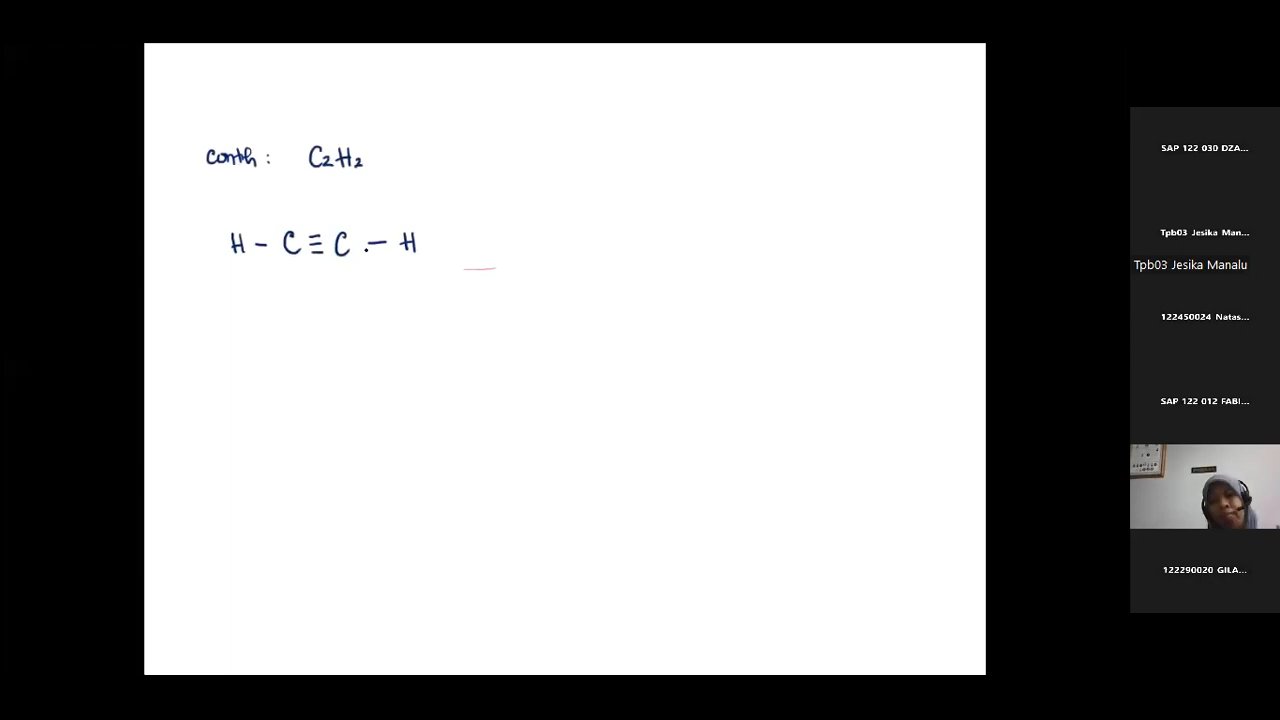 contoh : C₂H₂
H - C ≡ C - H
SAP 122 030 DZA...
Tpb03 Jesika Man...
Tpb03 Jesika Manalu
122450024 Natas...
SAP 122 012 FABI...
122290020 GILA...